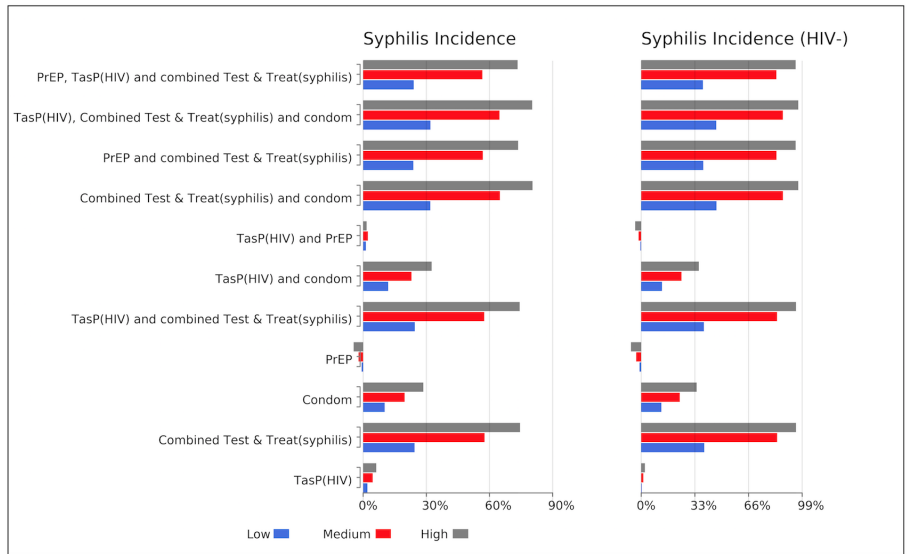 Syphilis Incidence
Syphilis Incidence (HIV-)
PrEP, TasP(HIV) and combined Test & Treat(syphilis)
TasP(HIV), Combined Test & Treat(syphilis) and condom
PrEP and combined Test & Treat(syphilis)
Combined Test & Treat(syphilis) and condom
TasP(HIV) and PrEP
TasP(HIV) and condom
TasP(HIV) and combined Test & Treat(syphilis)
PrEP
Condom
Combined Test & Treat(syphilis)
TasP(HIV)
0% 30% 60% 90%
0% 33% 66% 99%
Low Medium High